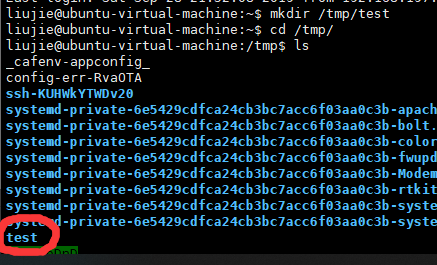 liujie@ubuntu-virtual-machine:~$ mkdir /tmp/test
liujie@ubuntu-virtual-machine:~$ cd /tmp/
liujie@ubuntu-virtual-machine:/tmp$ ls
_cafenv-appconfig_
config-err-RvaOTA
ssh-KUHWkYTWDv20
systemd-private-6e5429cdfca24cb3bc7acc6f03aa0c3b-apach
systemd-private-6e5429cdfca24cb3bc7acc6f03aa0c3b-bolt.
systemd-private-6e5429cdfca24cb3bc7acc6f03aa0c3b-color
systemd-private-6e5429cdfca24cb3bc7acc6f03aa0c3b-fwupd
systemd-private-6e5429cdfca24cb3bc7acc6f03aa0c3b-Modem
systemd-private-6e5429cdfca24cb3bc7acc6f03aa0c3b-rtkit
systemd-private-6e5429cdfca24cb3bc7acc6f03aa0c3b-syste
systemd-private-6e5429cdfca24cb3bc7acc6f03aa0c3b-syste
test